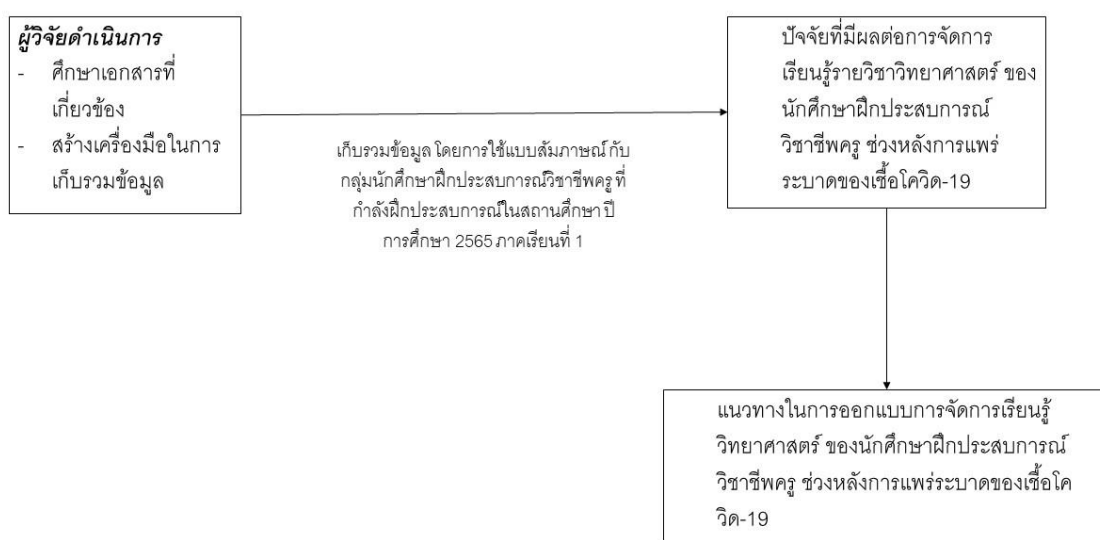 ผู้วิจัยดำเนินการ
- ศึกษาเอกสารที่
เกี่ยวข้อง
- สร้างเครื่องมือในการ
เก็บรวมข้อมูล
เก็บรวมข้อมูล โดยการใช้แบบสัมภาษณ์ กับ
กลุ่มนักศึกษาฝึกประสบการณ์วิชาชีพครู ที่
กำลังฝึกประสบการณ์ในสถานศึกษา ปี
การศึกษา 2565 ภาคเรียนที่ 1
ปัจจัยที่มีผลต่อการจัดการ
เรียนรู้รายวิชาวิทยาศาสตร์ ของ
นักศึกษาฝึกประสบการณ์
วิชาชีพครู ช่วงหลังการแพร่
ระบาดของเชื้อโควิด-19
แนวทางในการออกแบบการจัดการเรียนรู้
วิทยาศาสตร์ ของนักศึกษาฝึกประสบการณ์
วิชาชีพครู ช่วงหลังการแพร่ระบาดของเชื้อโค
วิด-19